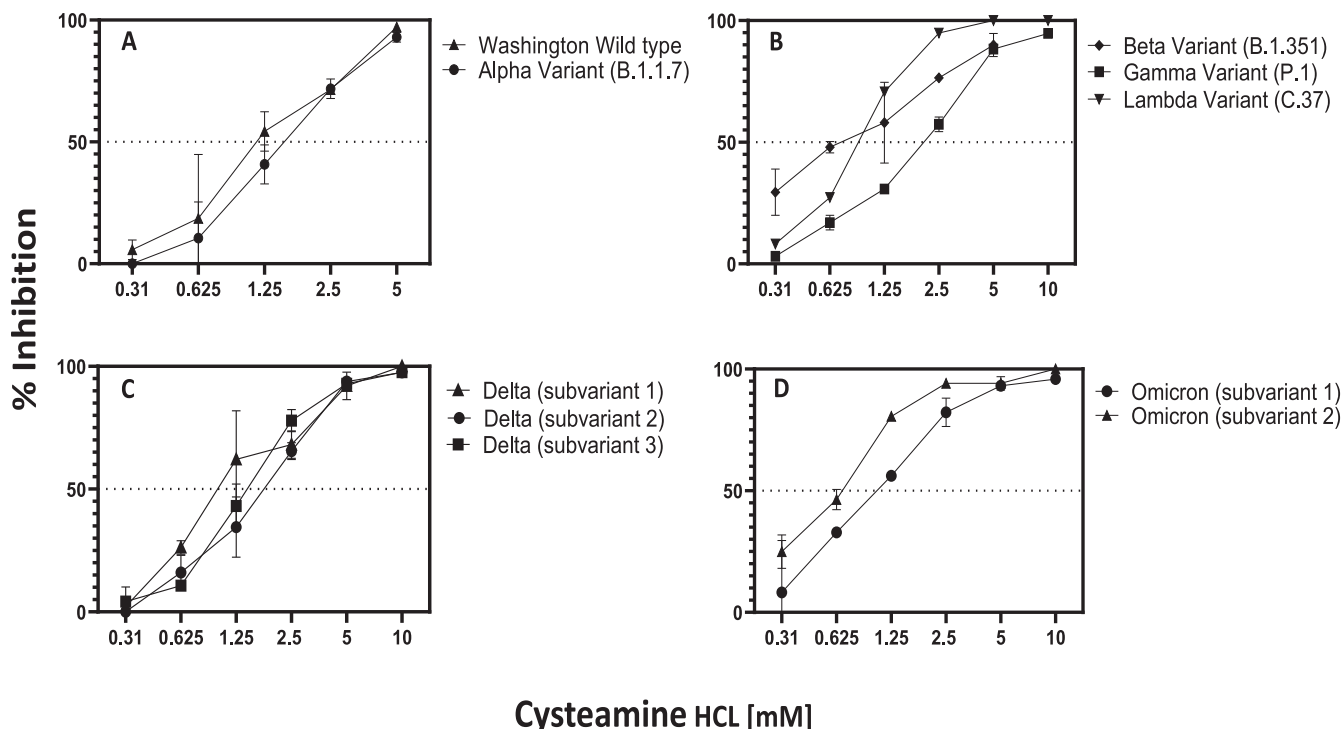 % Inhibition
A
100
50
0
0.31 0.625 1.25 2.5 5
Washington Wild type
Alpha Variant (B.1.1.7)
B
100
50
0
0.31 0.625 1.25 2.5 5 10
Beta Variant (B.1.351)
Gamma Variant (P.1)
Lambda Variant (C.37)
C
100
50
0
0.31 0.625 1.25 2.5 5 10
Delta (subvariant 1)
Delta (subvariant 2)
Delta (subvariant 3)
D
100
50
0
0.31 0.625 1.25 2.5 5 10
Omicron (subvariant 1)
Omicron (subvariant 2)
Cysteamine HCL [mM]